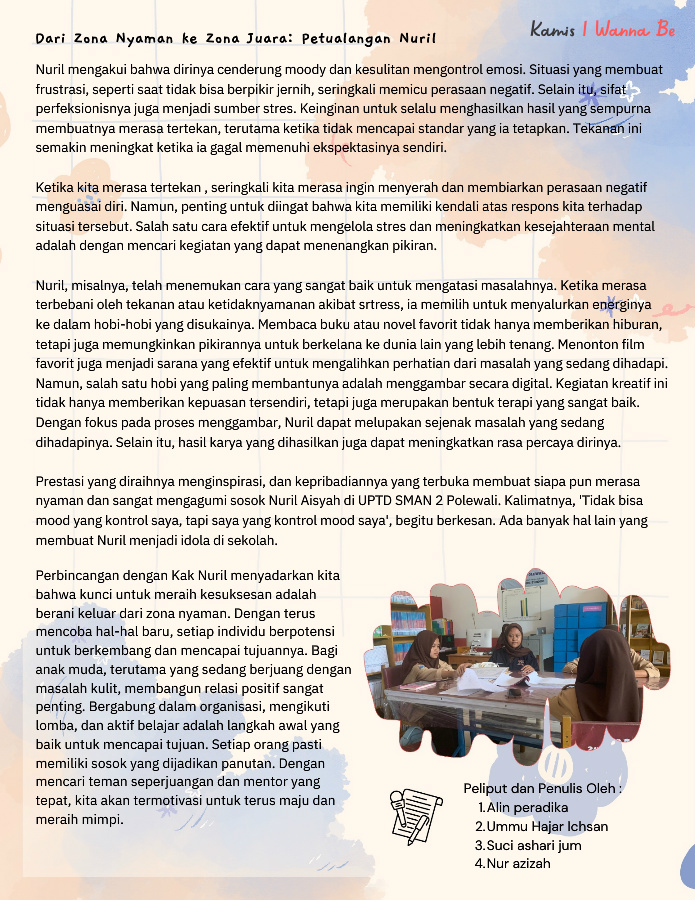 Kamis I Wanna Be
Dari Zona Nyaman ke Zona Juara: Petualangan Nuril
Nuril mengakui bahwa dirinya cenderung moody dan kesulitan mengontrol emosi. Situasi yang membuat
frustrasi, seperti saat tidak bisa berpikir jernih, seringkali memicu perasaan negatif. Selain itu, sifat
perfeksionisnya juga menjadi sumber stres. Keinginan untuk selalu menghasilkan hasil yang sempurna
membuatnya merasa tertekan, terutama ketika tidak mencapai standar yang ia tetapkan. Tekanan ini
semakin meningkat ketika ia gagal memenuhi ekspektasinya sendiri.
Ketika kita merasa tertekan , seringkali kita merasa ingin menyerah dan membiarkan perasaan negatif
menguasai diri. Namun, penting untuk diingat bahwa kita memiliki kendali atas respons kita terhadap
situasi tersebut. Salah satu cara efektif untuk mengelola stres dan meningkatkan kesejahteraan mental
adalah dengan mencari kegiatan yang dapat menenangkan pikiran.
Nuril, misalnya, telah menemukan cara yang sangat baik untuk mengatasi masalahnya. Ketika merasa
terbebani oleh tekanan atau ketidaknyamanan akibat srtress, ia memilih untuk menyalurkan energinya
ke dalam hobi-hobi yang disukainya. Membaca buku atau novel favorit tidak hanya memberikan hiburan,
tetapi juga memungkinkan pikirannya untuk berkelana ke dunia lain yang lebih tenang. Menonton film
favorit juga menjadi sarana yang efektif untuk mengalihkan perhatian dari masalah yang sedang dihadapi.
Namun, salah satu hobi yang paling membantunya adalah menggambar secara digital. Kegiatan kreatif ini
tidak hanya memberikan kepuasan tersendiri, tetapi juga merupakan bentuk terapi yang sangat baik.
Dengan fokus pada proses menggambar, Nuril dapat melupakan sejenak masalah yang sedang
dihadapinya. Selain itu, hasil karya yang dihasilkan juga dapat meningkatkan rasa percaya dirinya.
Prestasi yang diraihnya menginspirasi, dan kepribadiannya yang terbuka membuat siapa pun merasa
nyaman dan sangat mengagumi sosok Nuril Aisyah di UPTD SMAN 2 Polewali. Kalimatnya, 'Tidak bisa
mood yang kontrol saya, tapi saya yang kontrol mood saya', begitu berkesan. Ada banyak hal lain yang
membuat Nuril menjadi idola di sekolah.
Perbincangan dengan Kak Nuril menyadarkan kita
bahwa kunci untuk meraih kesuksesan adalah
berani keluar dari zona nyaman. Dengan terus
mencoba hal-hal baru, setiap individu berpotensi
untuk berkembang dan mencapai tujuannya. Bagi
anak muda, terutama yang sedang berjuang dengan
masalah kulit, membangun relasi positif sangat
penting. Bergabung dalam organisasi, mengikuti
lomba, dan aktif belajar adalah langkah awal yang
baik untuk mencapai tujuan. Setiap orang pasti
memiliki sosok yang dijadikan panutan. Dengan
mencari teman seperjuangan dan mentor yang
tepat, kita akan termotivasi untuk terus maju dan
meraih mimpi.
Peliput dan Penulis Oleh :
1.Alin peradika
2.Ummu Hajar Ichsan
3.Suci ashari jum
4.Nur azizah